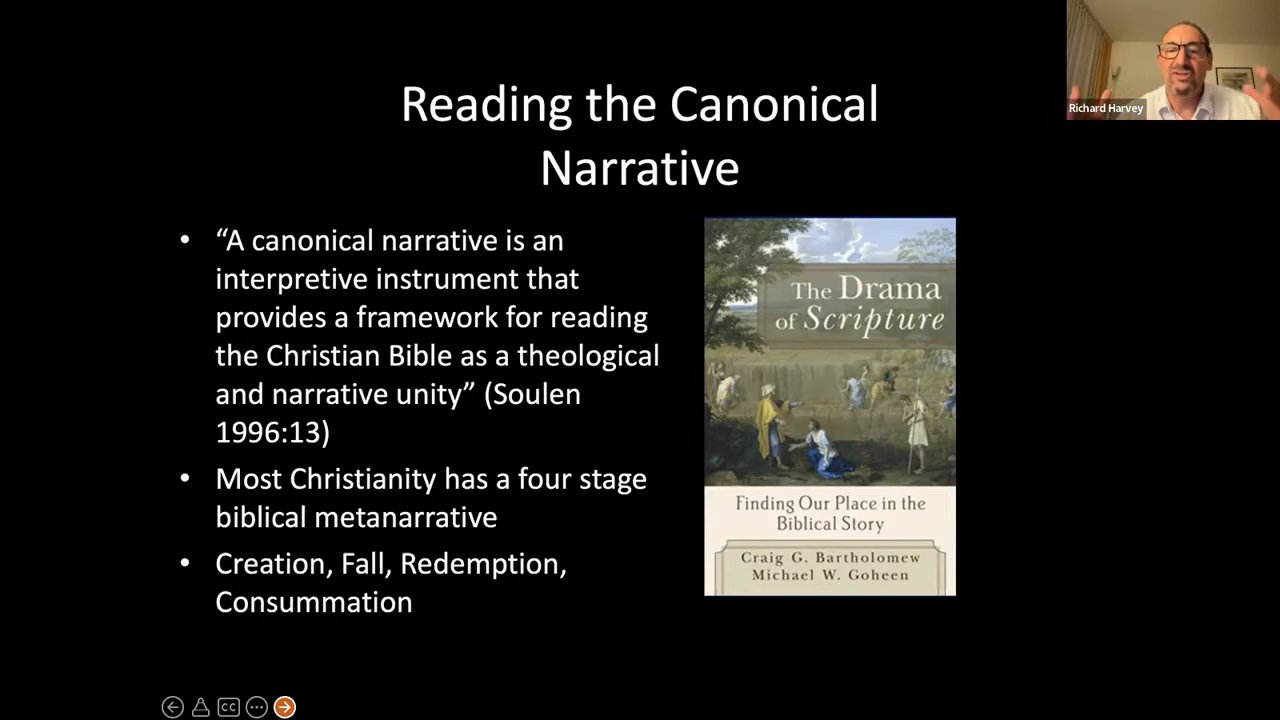 Reading the Canonical
Narrative
Richard Harvey
• “A canonical narrative is an
interpretive instrument that
provides a framework for reading
the Christian Bible as a theological
and narrative unity” (Soulen
1996:13)
• Most Christianity has a four stage
biblical metanarrative
• Creation, Fall, Redemption,
Consummation
The Drama
of Scripture
Finding Our Place in the
Biblical Story
Craig G. Bartholomew
Michael W. Goheen
CC